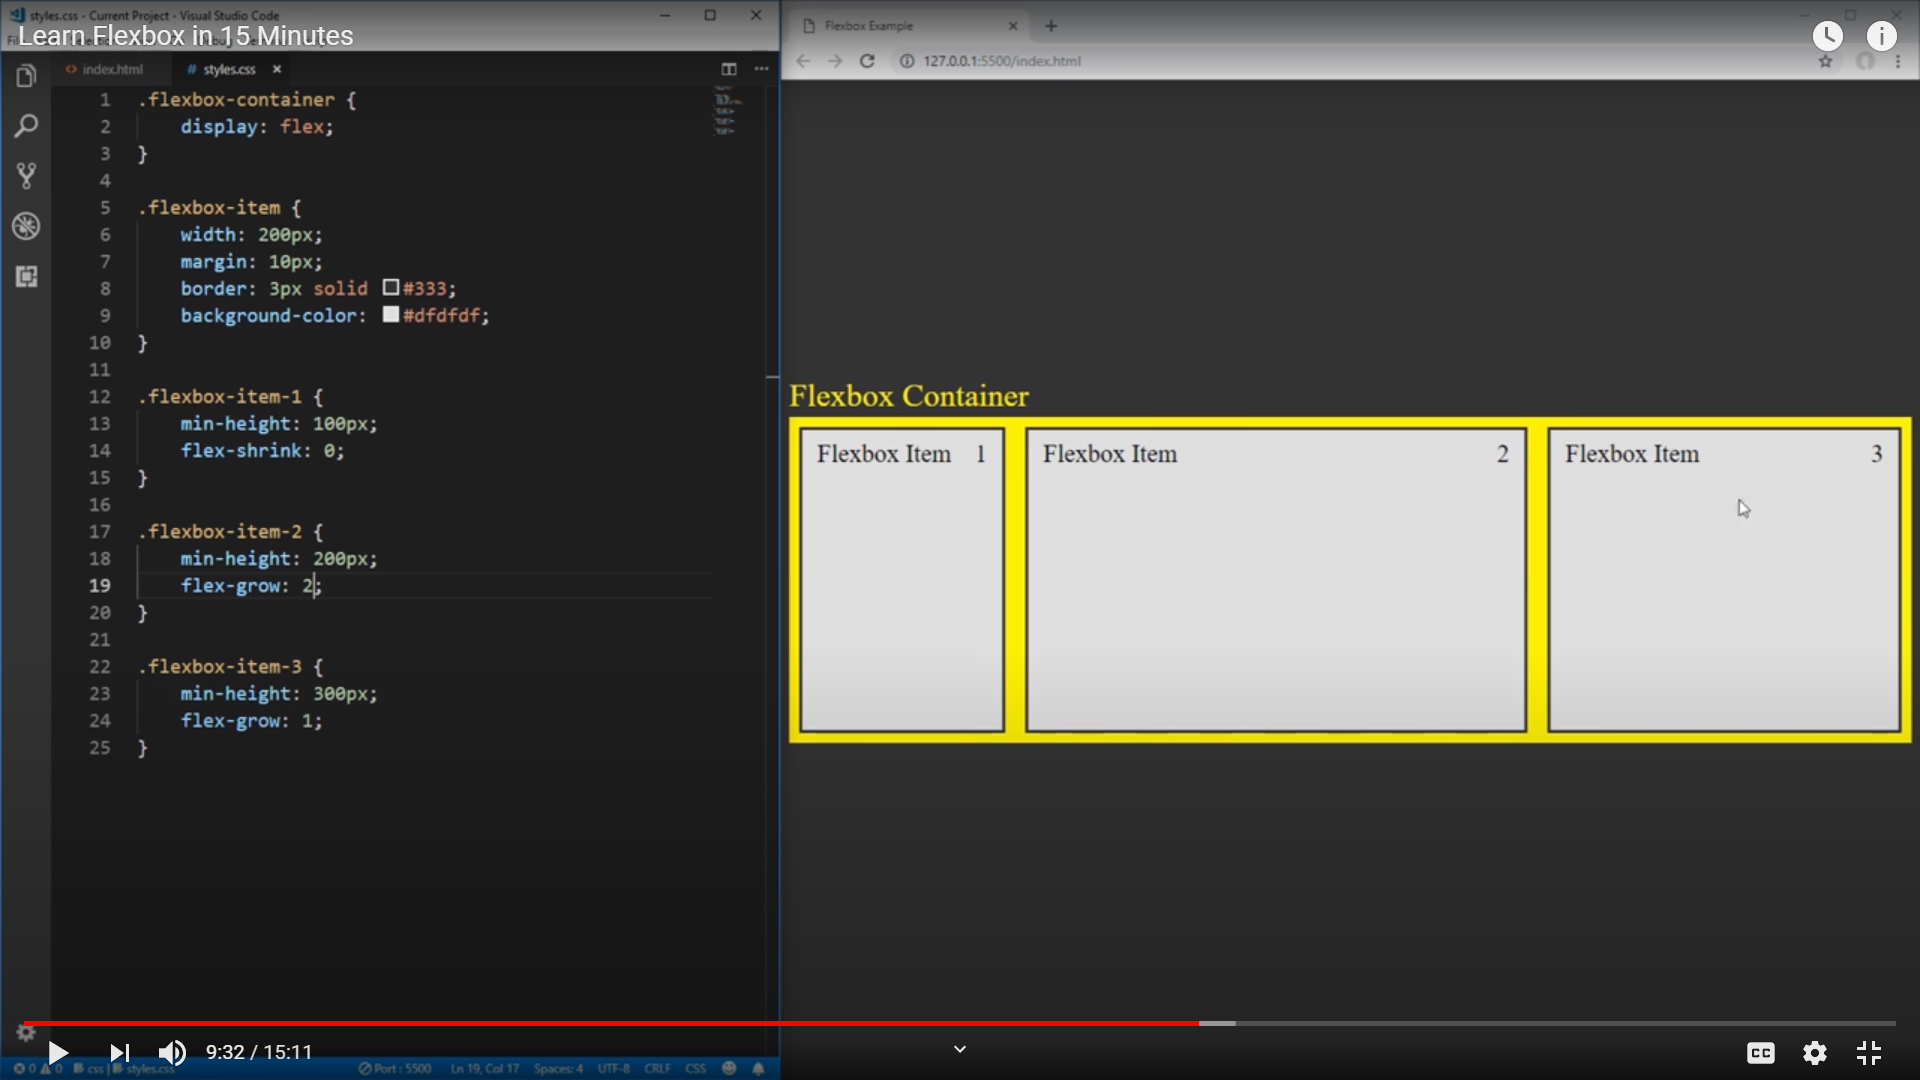 styles.css - Current Project - Visual Studio Code
Learn Flexbox in 15 Minutes
index.html
# styles.css
1 .flexbox-container {
2 display: flex;
3 }
4
5 .flexbox-item {
6 width: 200px;
7 margin: 10px;
8 border: 3px solid #333;
9 background-color: #dfdfdf;
10 }
11
12 .flexbox-item-1 {
13 min-height: 100px;
14 flex-shrink: 0;
15 }
16
17 .flexbox-item-2 {
18 min-height: 200px;
19 flex-grow: 2;
20 }
21
22 .flexbox-item-3 {
23 min-height: 300px;
24 flex-grow: 1;
25 }
Flexbox Example
127.0.0.1:5500/index.html
Flexbox Container
Flexbox Item 1
Flexbox Item 2
Flexbox Item 3
9:32 / 15:11
CC
0 0 css styles.css
Port : 5500 Ln 19, Col 17 Spaces: 4 UTF-8 CRLF CSS